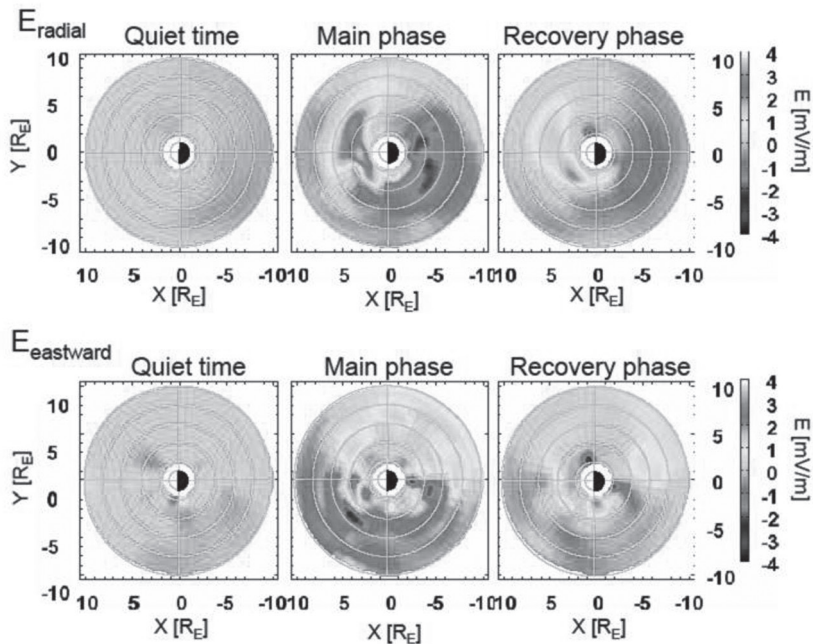 E radial
Quiet time Main phase Recovery phase
10 5 0 -5 -10
Y [RE]
10 5 0 -5 -10
4 3 2 1 0 -1 -2 -3 -4
E [mV/m]
10 5 0 -5 -10 10 5 0 -5 -10 10 5 0 -5 -10
X [RE] X [RE] X [RE]
E eastward
Quiet time Main phase Recovery phase
10 5 0 -5 -10
Y [RE]
10 5 0 -5 -10
4 3 2 1 0 -1 -2 -3 -4
E [mV/m]
10 5 0 -5 -10 10 5 0 -5 -10 10 5 0 -5 -10
X [RE] X [RE] X [RE]